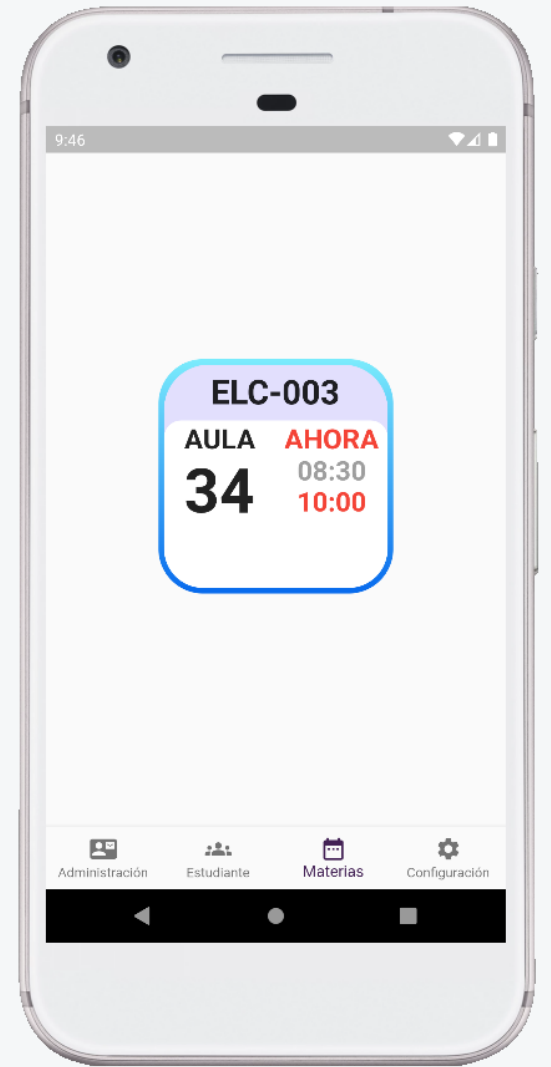 9:46
ELC-003
AULA AHORA
34 08:30
10:00
Administración Estudiante Materias Configuración